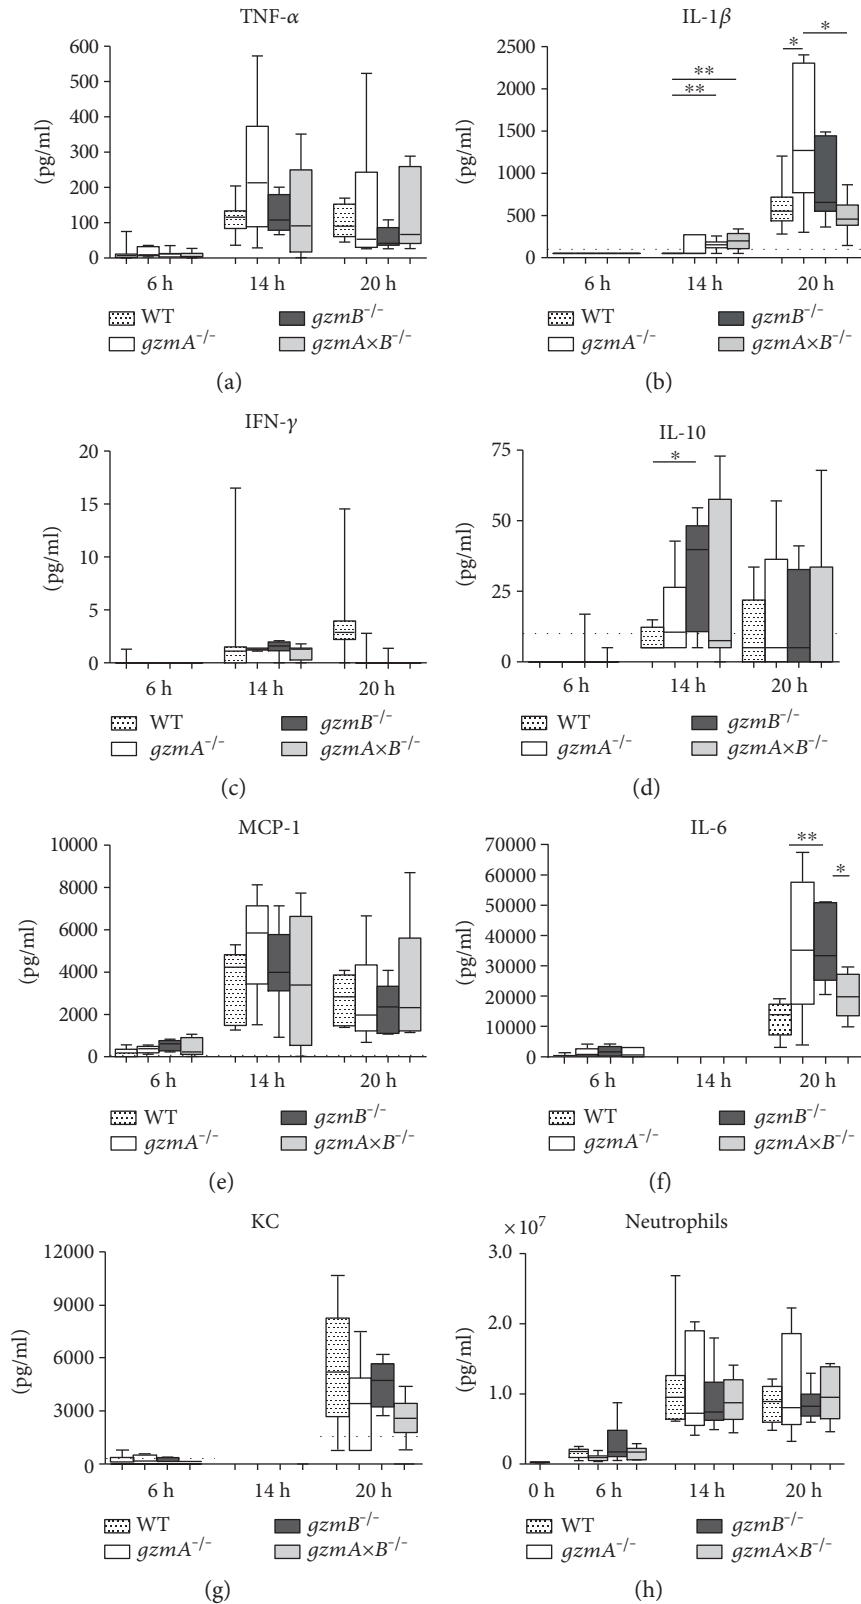 TNF-α
600
500
400
300
200
100
0
(pg/ml)
6 h 14 h 20 h
WT gzmB⁻/⁻
gzmA⁻/⁻ gzmA×B⁻/⁻
(a)
IL-1β
2500
2000
1500
1000
500
0
(pg/ml)
** ** * *
6 h 14 h 20 h
WT gzmB⁻/⁻
gzmA⁻/⁻ gzmA×B⁻/⁻
(b)
IFN-γ
20
15
10
5
0
(pg/ml)
6 h 14 h 20 h
WT gzmB⁻/⁻
gzmA⁻/⁻ gzmA×B⁻/⁻
(c)
IL-10
75
50
25
0
(pg/ml)
*
6 h 14 h 20 h
WT gzmB⁻/⁻
gzmA⁻/⁻ gzmA×B⁻/⁻
(d)
MCP-1
10000
8000
6000
4000
2000
0
(pg/ml)
6 h 14 h 20 h
WT gzmB⁻/⁻
gzmA⁻/⁻ gzmA×B⁻/⁻
(e)
IL-6
70000
60000
50000
40000
30000
20000
10000
0
(pg/ml)
** *
6 h 14 h 20 h
WT gzmB⁻/⁻
gzmA⁻/⁻ gzmA×B⁻/⁻
(f)
KC
12000
9000
6000
3000
0
(pg/ml)
6 h 14 h 20 h
WT gzmB⁻/⁻
gzmA⁻/⁻ gzmA×B⁻/⁻
(g)
Neutrophils
×10⁷
3.0
2.0
1.0
0
(pg/ml)
0 h 6 h 14 h 20 h
WT gzmB⁻/⁻
gzmA⁻/⁻ gzmA×B⁻/⁻
(h)